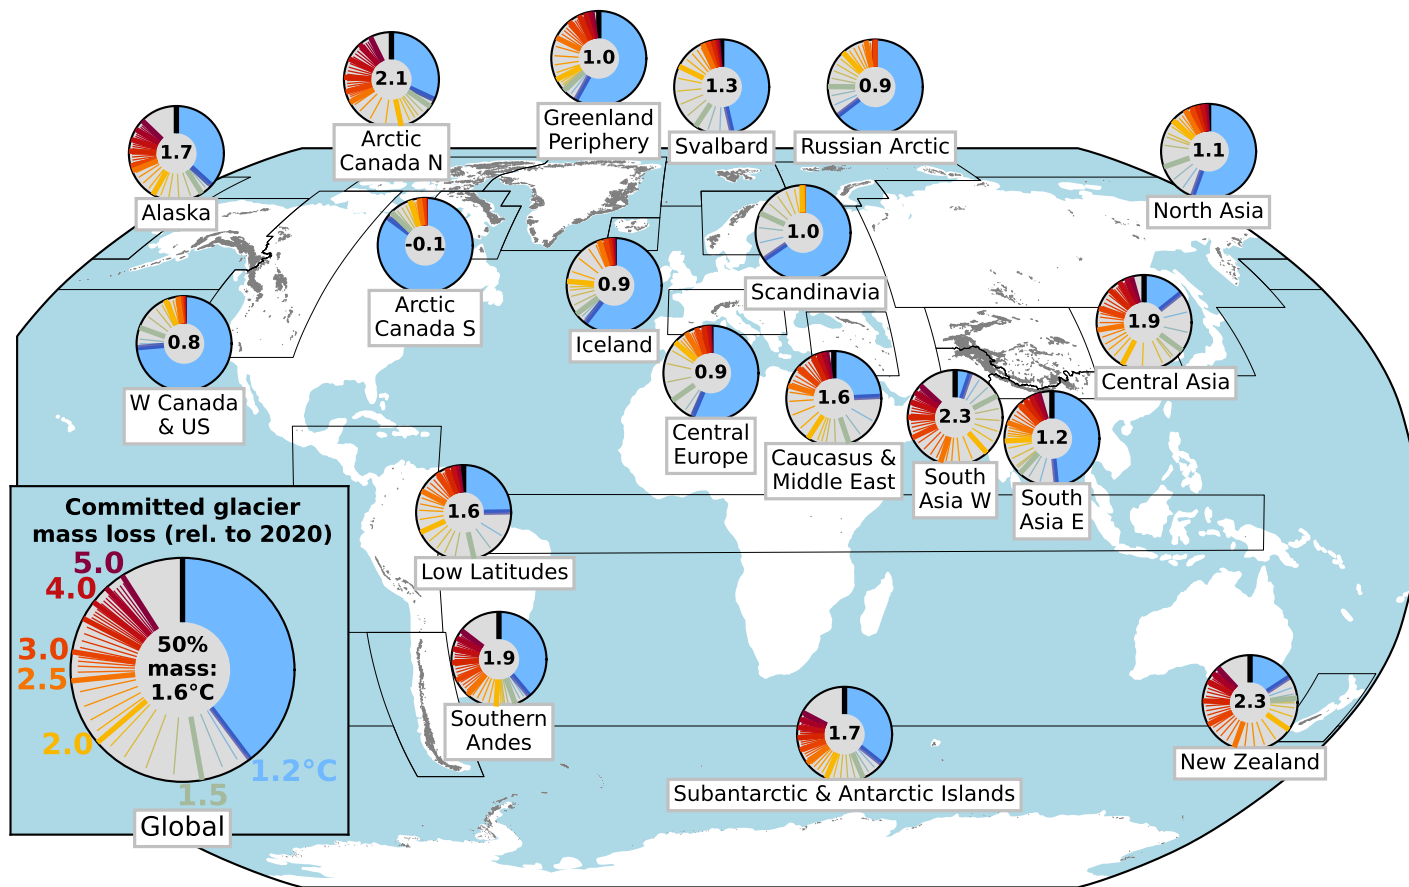 1.0
Greenland
Periphery
2.1
Arctic
Canada N
1.3
Svalbard
0.9
Russian Arctic
1.7
Alaska
1.1
North Asia
-0.1
Arctic
Canada S
1.0
Scandinavia
0.9
Iceland
0.8
W Canada
& US
1.9
Central Asia
0.9
Central
Europe
1.6
Caucasus &
Middle East
2.3
South
Asia W
1.2
South
Asia E
1.6
Low Latitudes
Committed glacier
mass loss (rel. to 2020)
5.0
4.0
3.0
2.5
2.0
1.5
1.2°C
50%
mass:
1.6°C
Global
1.9
Southern
Andes
1.7
Subantarctic & Antarctic Islands
2.3
New Zealand